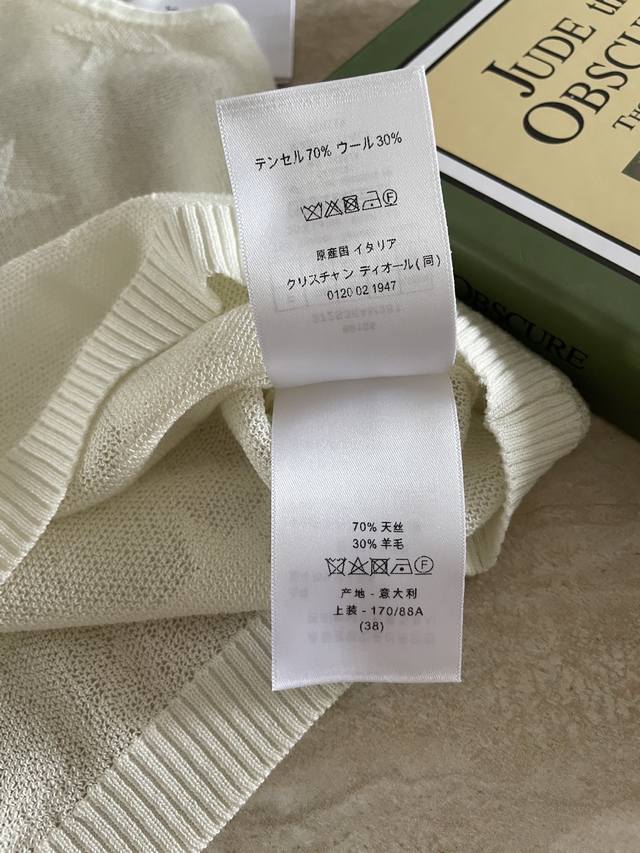 テンセル70% ウール30%
原産国 イタリア
クリスチャン ディオール(同)
0120 02 1947
70% 天丝
30% 羊毛
F
产地 - 意大利
上装 - 170/88A
(38)
JUDE
OBSCURE